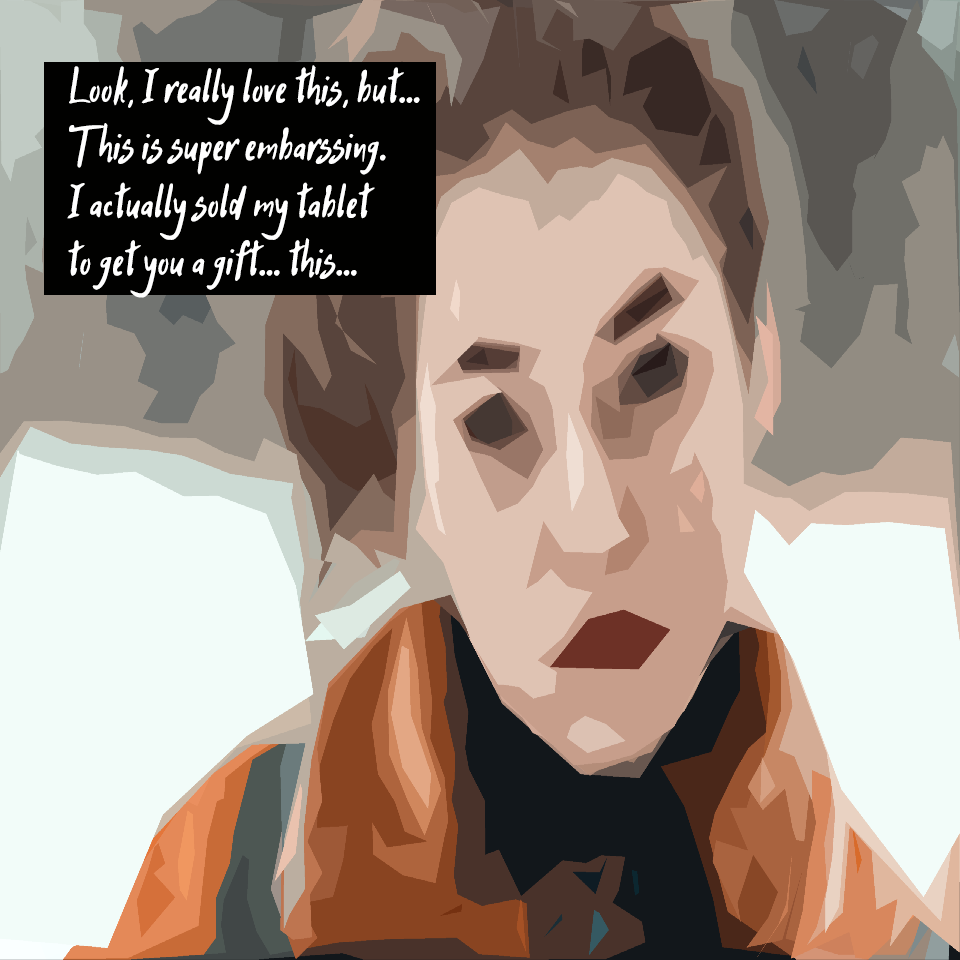 Look, I really love this, but...
This is super embarssing.
I actually sold my tablet
to get you a gift... this...